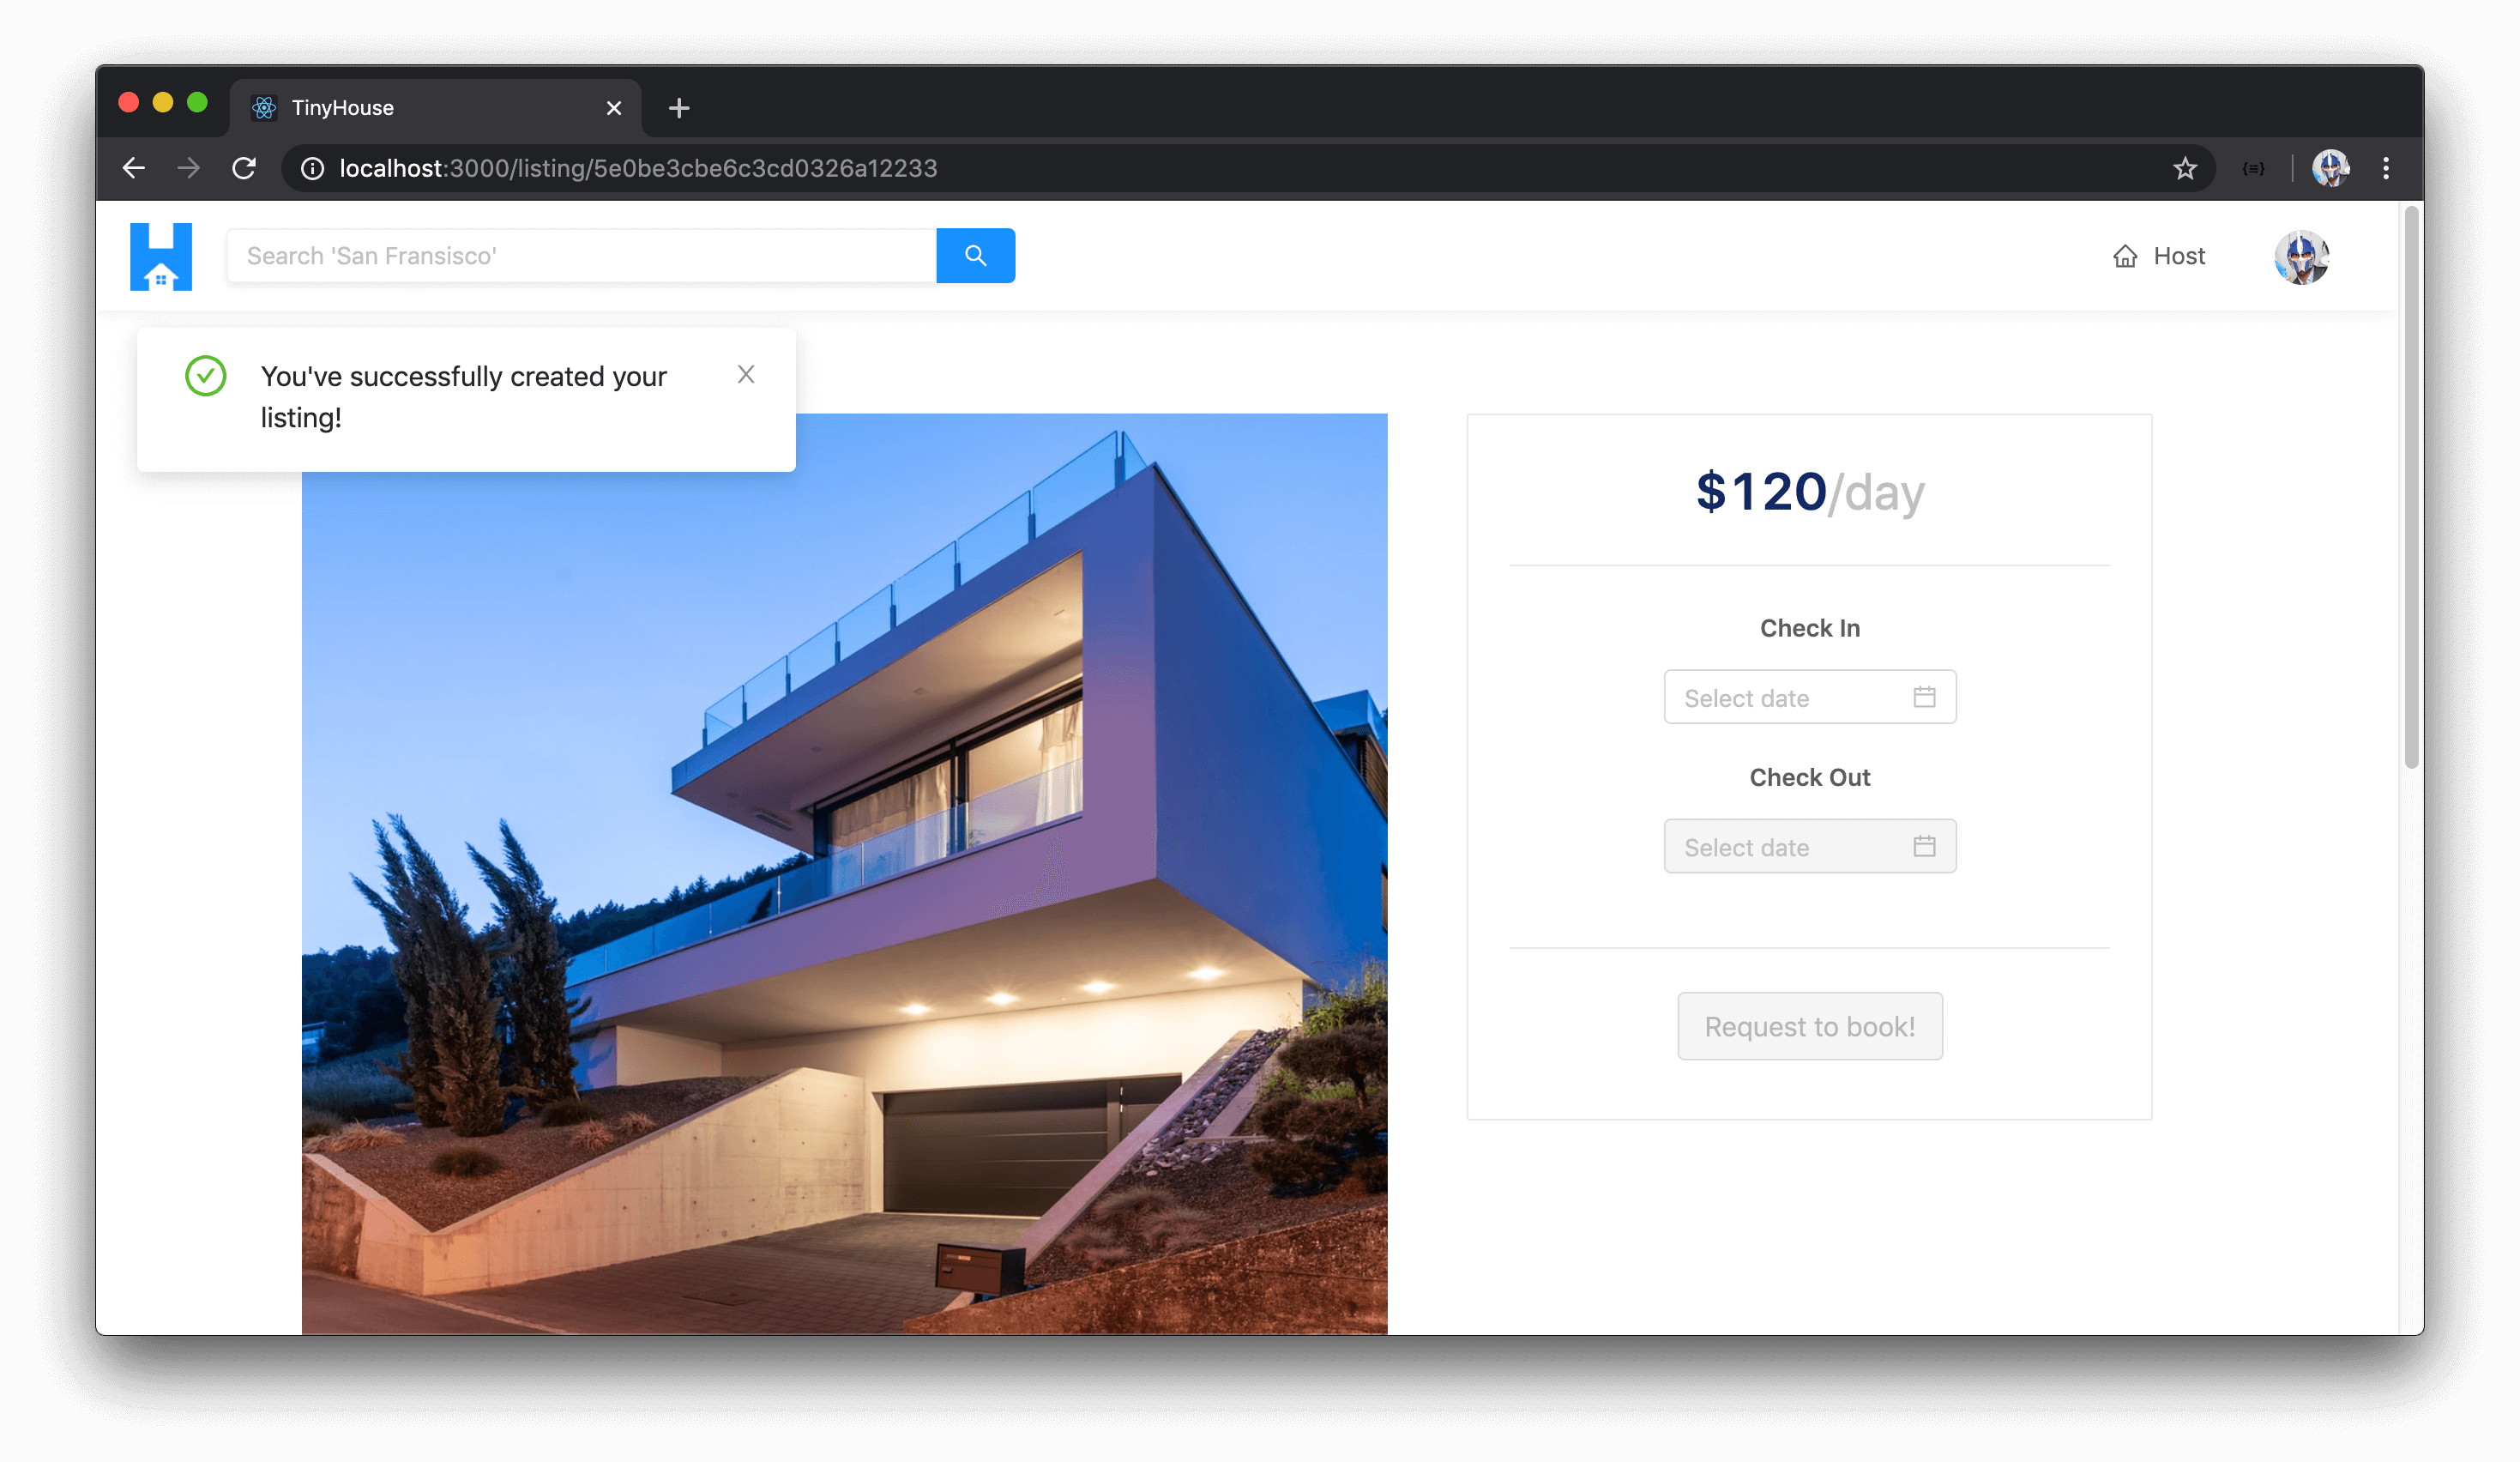 TinyHouse
localhost:3000/listing/5e0be3cbe6c3cd0326a12233
Search 'San Fransisco'
Host
You've successfully created your
listing!
$120/day
Check In
Select date
Check Out
Select date
Request to book!